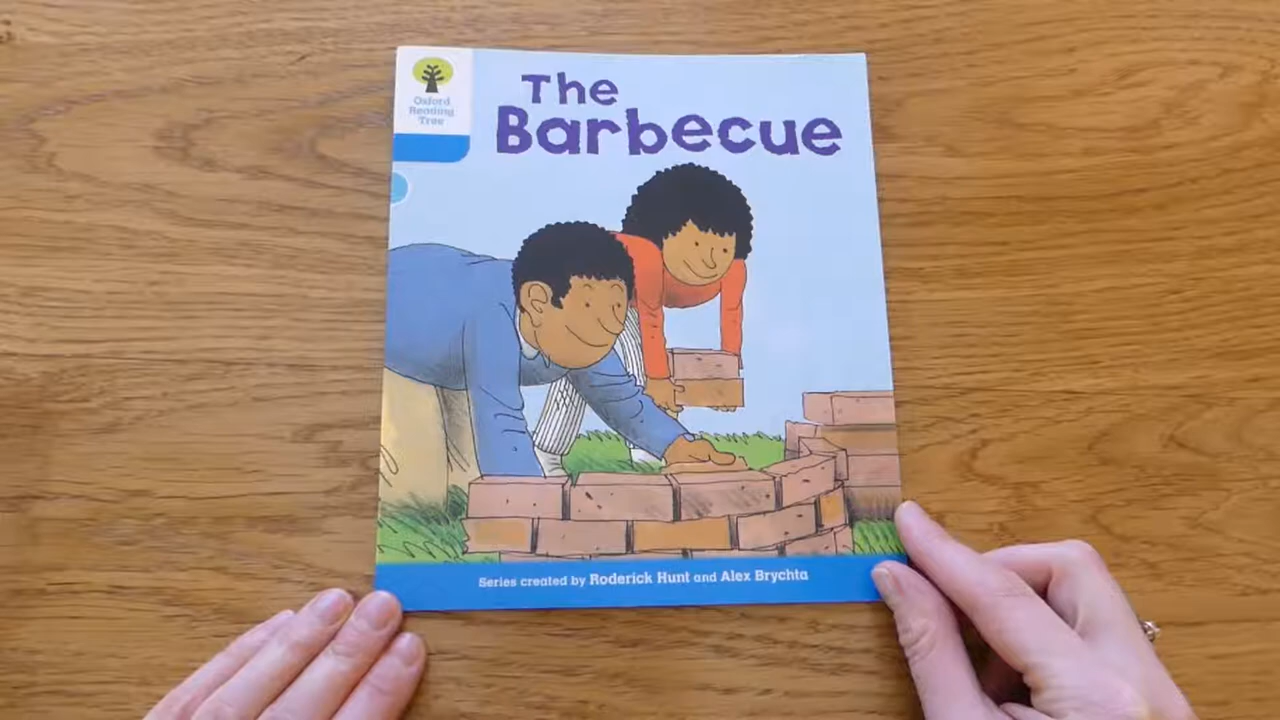 Oxford
Reading
Tree
The
Barbecue
Series created by Roderick Hunt and Alex Brychta